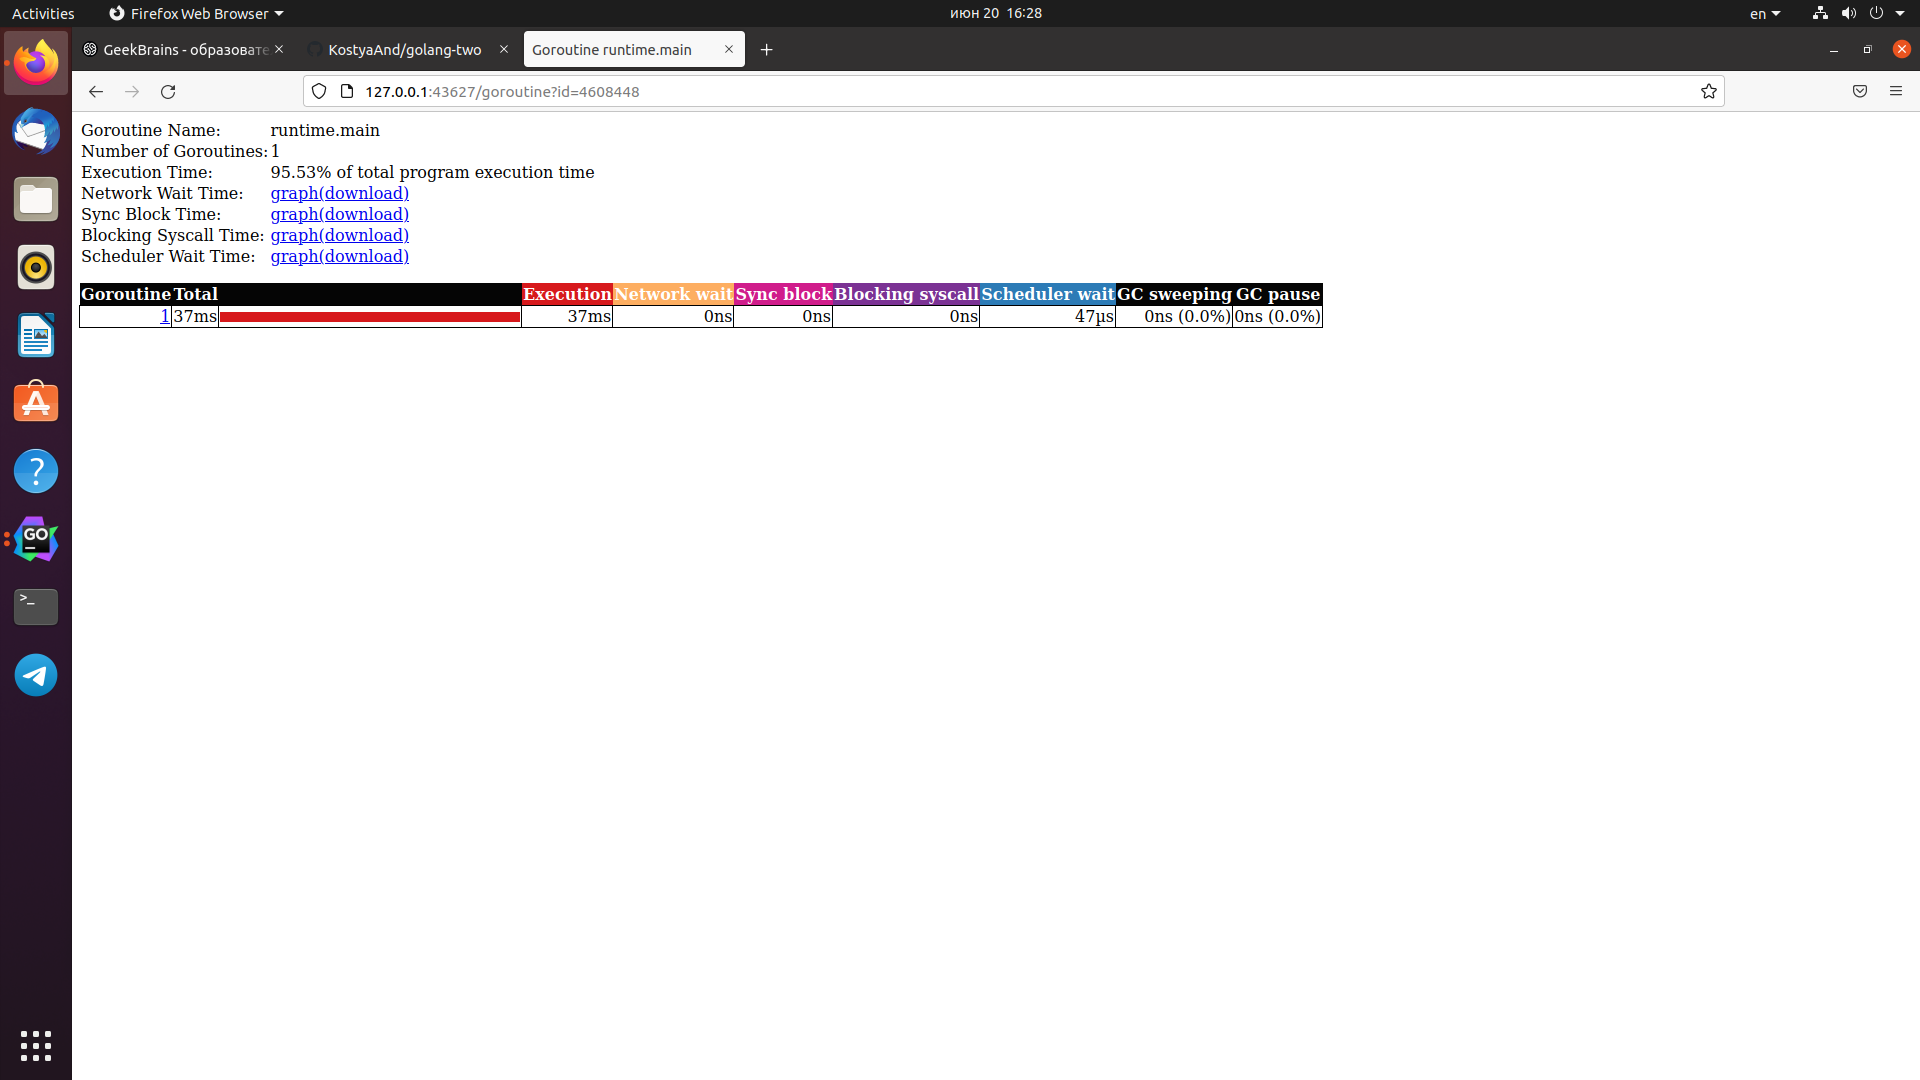 Activities
Firefox Web Browser
июн 20 16:28
en
GeekBrains - образовате
KostyaAnd/golang-two
Goroutine runtime.main
127.0.0.1:43627/goroutine?id=4608448
Goroutine Name: runtime.main
Number of Goroutines: 1
Execution Time: 95.53% of total program execution time
Network Wait Time: graph(download)
Sync Block Time: graph(download)
Blocking Syscall Time: graph(download)
Scheduler Wait Time: graph(download)
Goroutine Total Execution Network wait Sync block Blocking syscall Scheduler wait GC sweeping GC pause
1 37ms 37ms 0ns 0ns 0ns 47µs 0ns (0.0%) 0ns (0.0%)
GO
>_